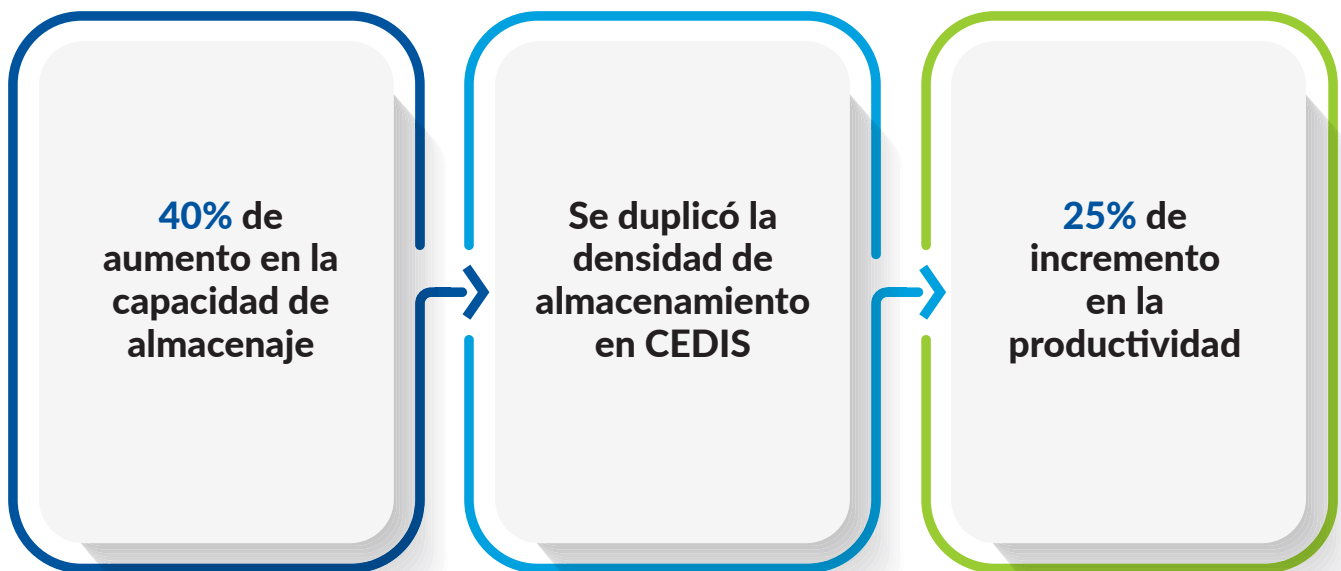 40% de
aumento en la
capacidad de
almacenaje
Se duplicó la
densidad de
almacenamiento
en CEDIS
25% de
incremento
en la
productividad